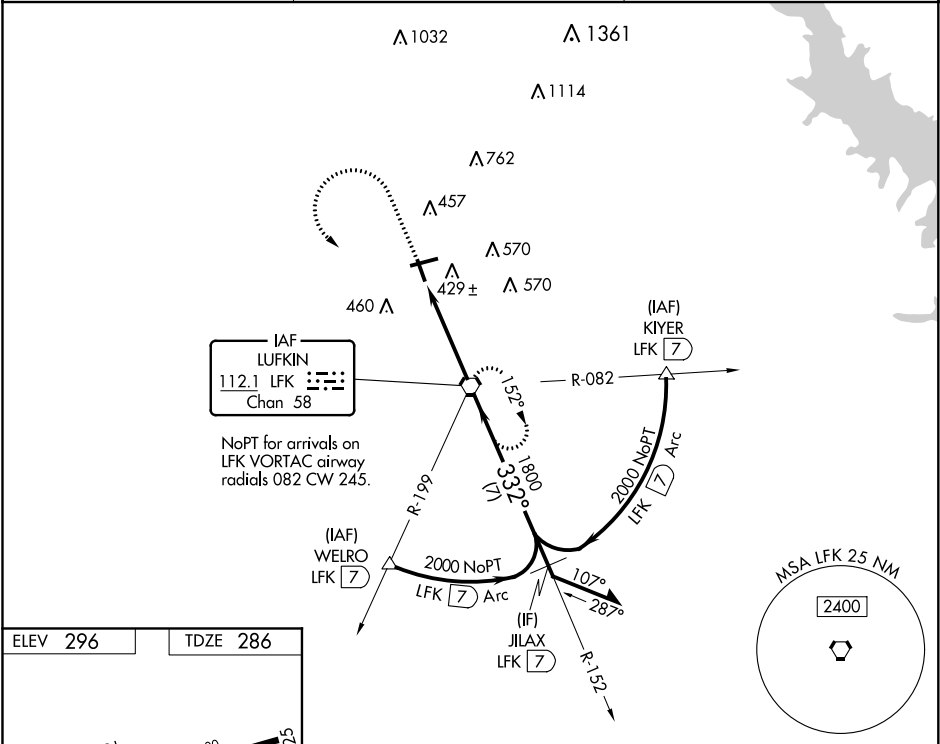 1032
1361
1114
762
457
570
429 ±
570
460
(IAF)
KIYER
LFK 7
IAF
LUFKIN
112.1 LFK
Chan 58
R-082
152°
NoPT for arrivals on
LFK VORTAC airway
radials 082 CW 245.
1800
332°
(7)
2000 NoPT
LFK 7 Arc
R-199
(IAF)
WELRO
LFK 7
2000 NoPT
LFK 7 Arc
107°
287°
(IF)
JILAX
LFK 7
R-152
MSA LFK 25 NM
2400
ELEV 296
TDZE 286
25